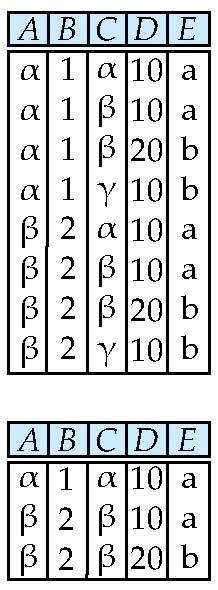 A B C D E
α 1 α 10 a
α 1 β 10 a
α 1 β 20 b
α 1 γ 10 b
β 2 α 10 a
β 2 β 10 a
β 2 β 20 b
β 2 γ 10 b
A B C D E
α 1 α 10 a
β 2 β 10 a
β 2 β 20 b